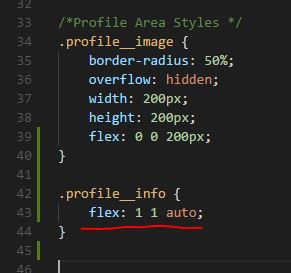 32
33 /*Profile Area Styles */
34 .profile__image {
35 border-radius: 50%;
36 overflow: hidden;
37 width: 200px;
38 height: 200px;
39 flex: 0 0 200px;
40 }
41
42 .profile__info {
43 flex: 1 1 auto;
44 }
45
46